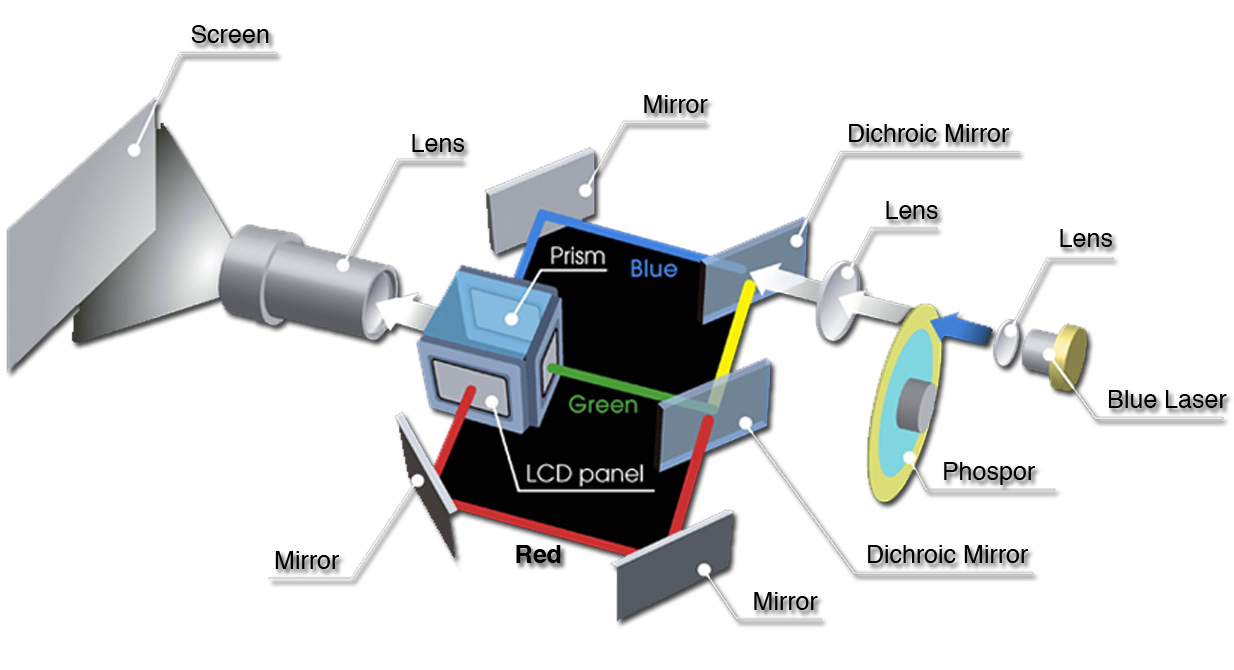 Screen
Mirror
Dichroic Mirror
Lens
Lens
Lens
Prism
Blue
Blue Laser
Green
Phospor
LCD panel
Red
Mirror
Dichroic Mirror
Mirror